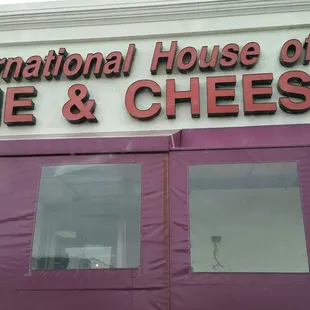 rnational House of
E & CHEES